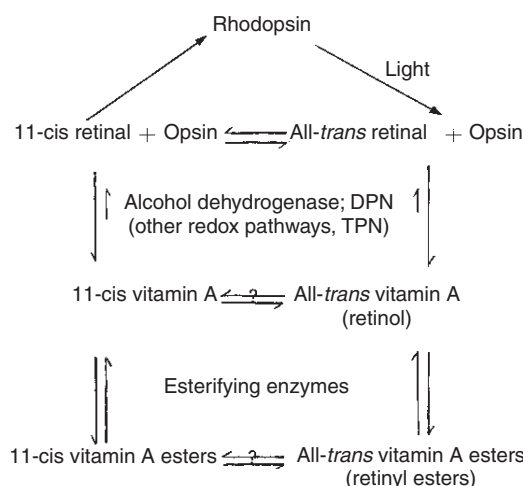 Rhodopsin
Light
11-cis retinal + Opsin All-trans retinal + Opsin
Alcohol dehydrogenase; DPN
(other redox pathways, TPN)
11-cis vitamin A ? All-trans vitamin A
(retinol)
Esterifying enzymes
11-cis vitamin A esters ? All-trans vitamin A esters
(retinyl esters)